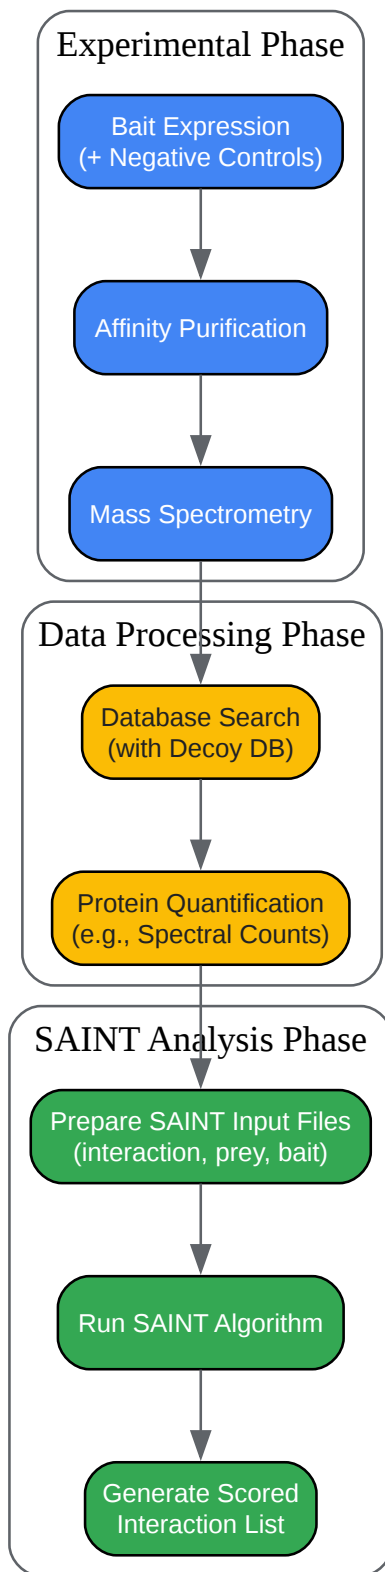 Experimental Phase
Bait Expression
(+ Negative Controls)
Affinity Purification
Mass Spectrometry
Data Processing Phase
Database Search
(with Decoy DB)
Protein Quantification
(e.g., Spectral Counts)
SAINT Analysis Phase
Prepare SAINT Input Files
(interaction, prey, bait)
Run SAINT Algorithm
Generate Scored
Interaction List